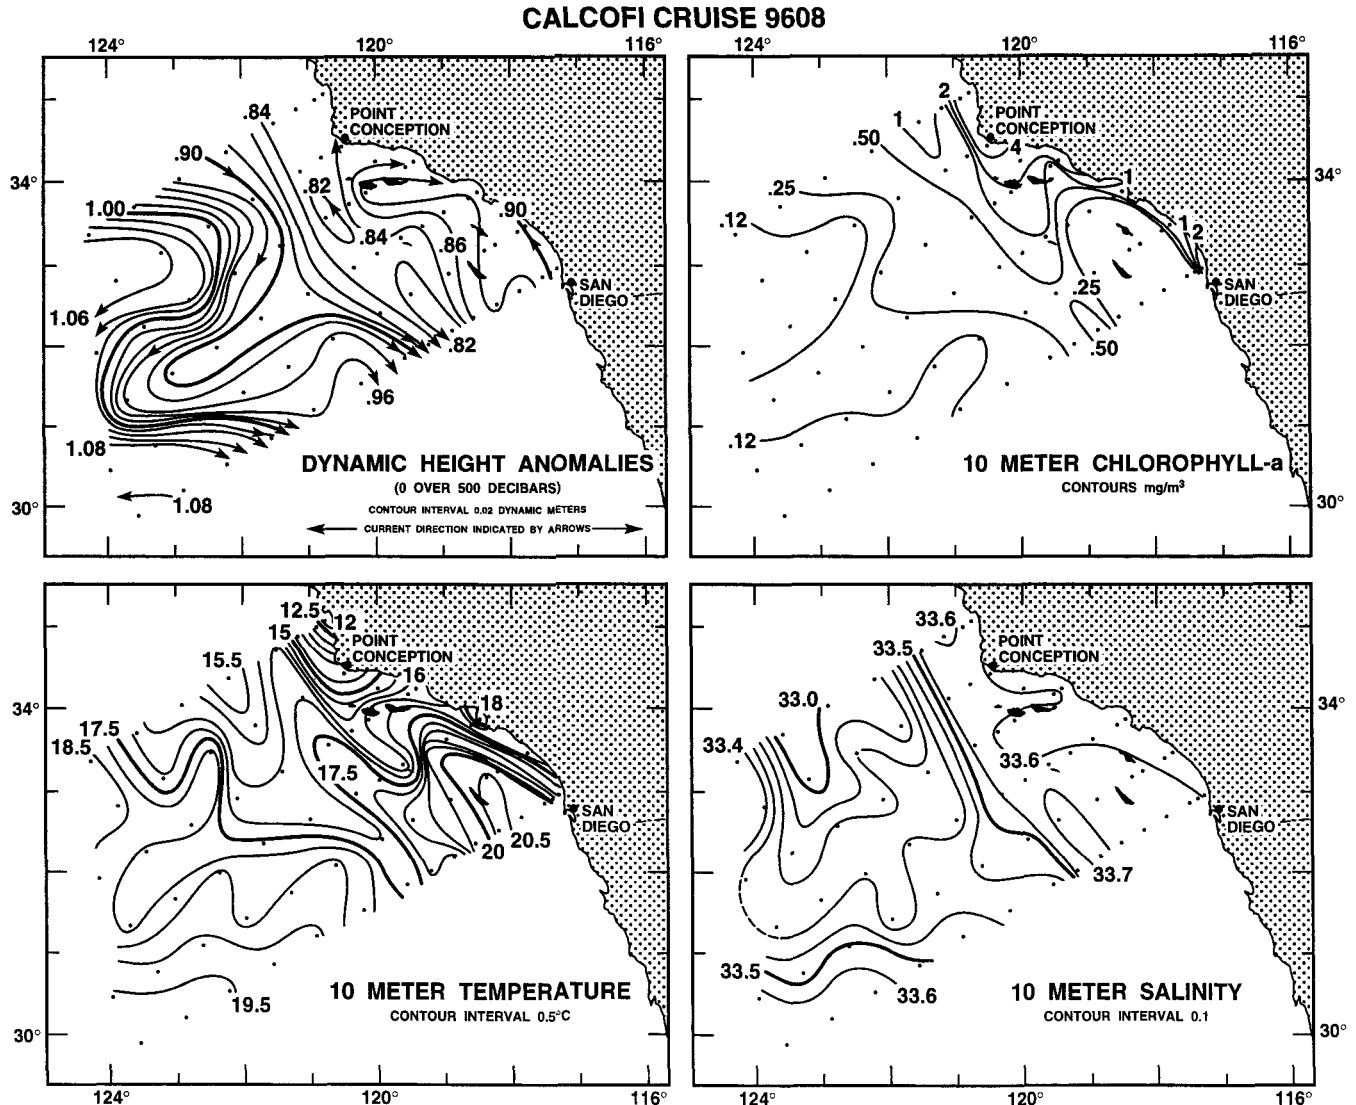 CALCOFI CRUISE 9608
124° 120° 116° 124° 120° 116°
.84
POINT
CONCEPTION
.90
34°
.82
1.00
.90
.84
.86
SAN
DIEGO
1.06
.82
.96
1.08
DYNAMIC HEIGHT ANOMALIES
(0 OVER 500 DECIBARS)
CONTOUR INTERVAL 0.02 DYNAMIC METERS
1.08
30°
CURRENT DIRECTION INDICATED BY ARROWS
2
1
POINT
CONCEPTION
.50
4
34°
.25
1
.12
1
2
.25
SAN
DIEGO
.50
.12
10 METER CHLOROPHYLL-a
CONTOURS mg/m³
30°
12.5
12
15
POINT
CONCEPTION
15.5
16
34°
18
17.5
18.5
17.5
SAN
DIEGO
20
20.5
19.5
10 METER TEMPERATURE
CONTOUR INTERVAL 0.5°C
30°
33.6
33.5
POINT
CONCEPTION
33.0
34°
33.4
33.6
SAN
DIEGO
33.7
33.5
33.6
10 METER SALINITY
CONTOUR INTERVAL 0.1
30°
124° 120° 120° 116°
124°